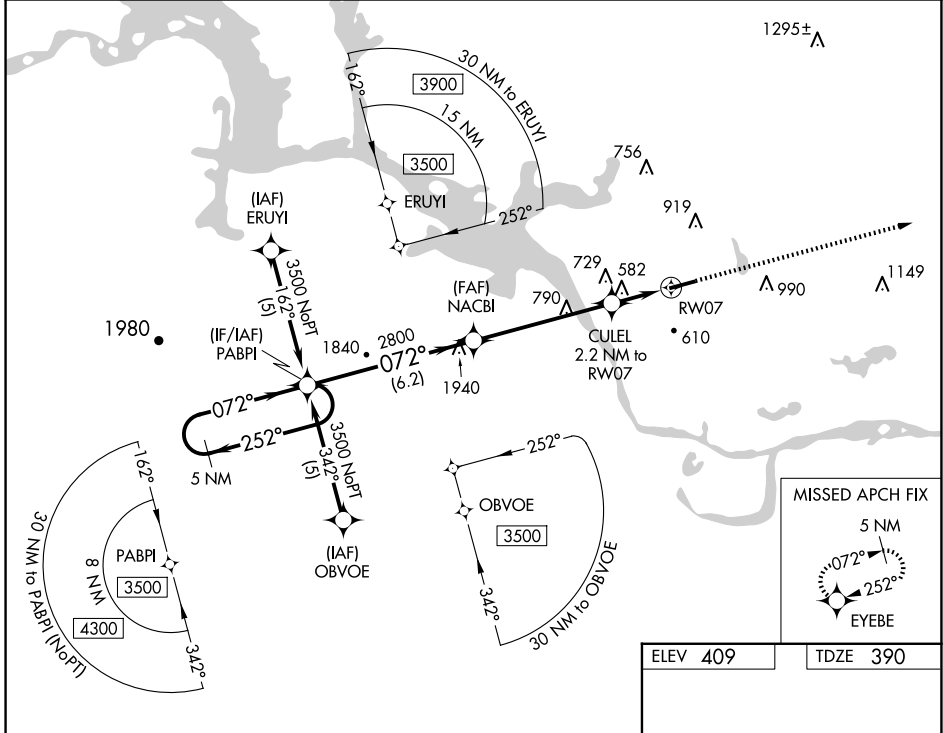 1295±
30 NM to ERUYI
162°
3900
15 NM
3500
ERUYI
252°
756
919
(IAF)
ERUYI
3500 NoPT
162°
(5)
(FAF)
NACBI
729
582
790
990
1149
RW07
610
CULEL
2.2 NM to
RW07
1980
(IF/IAF)
PABPI
1840
2800
072°
(6.2)
1940
072°
252°
5 NM
3500 NoPT
342°
(5)
(IAF)
OBVOE
162°
30 NM to PABPI (NoPT)
8 NM
PABPI
3500
4300
342°
252°
OBVOE
3500
342°
30 NM to OBVOE
MISSED APCH FIX
5 NM
072°
252°
EYEBE
ELEV 409
TDZE 390